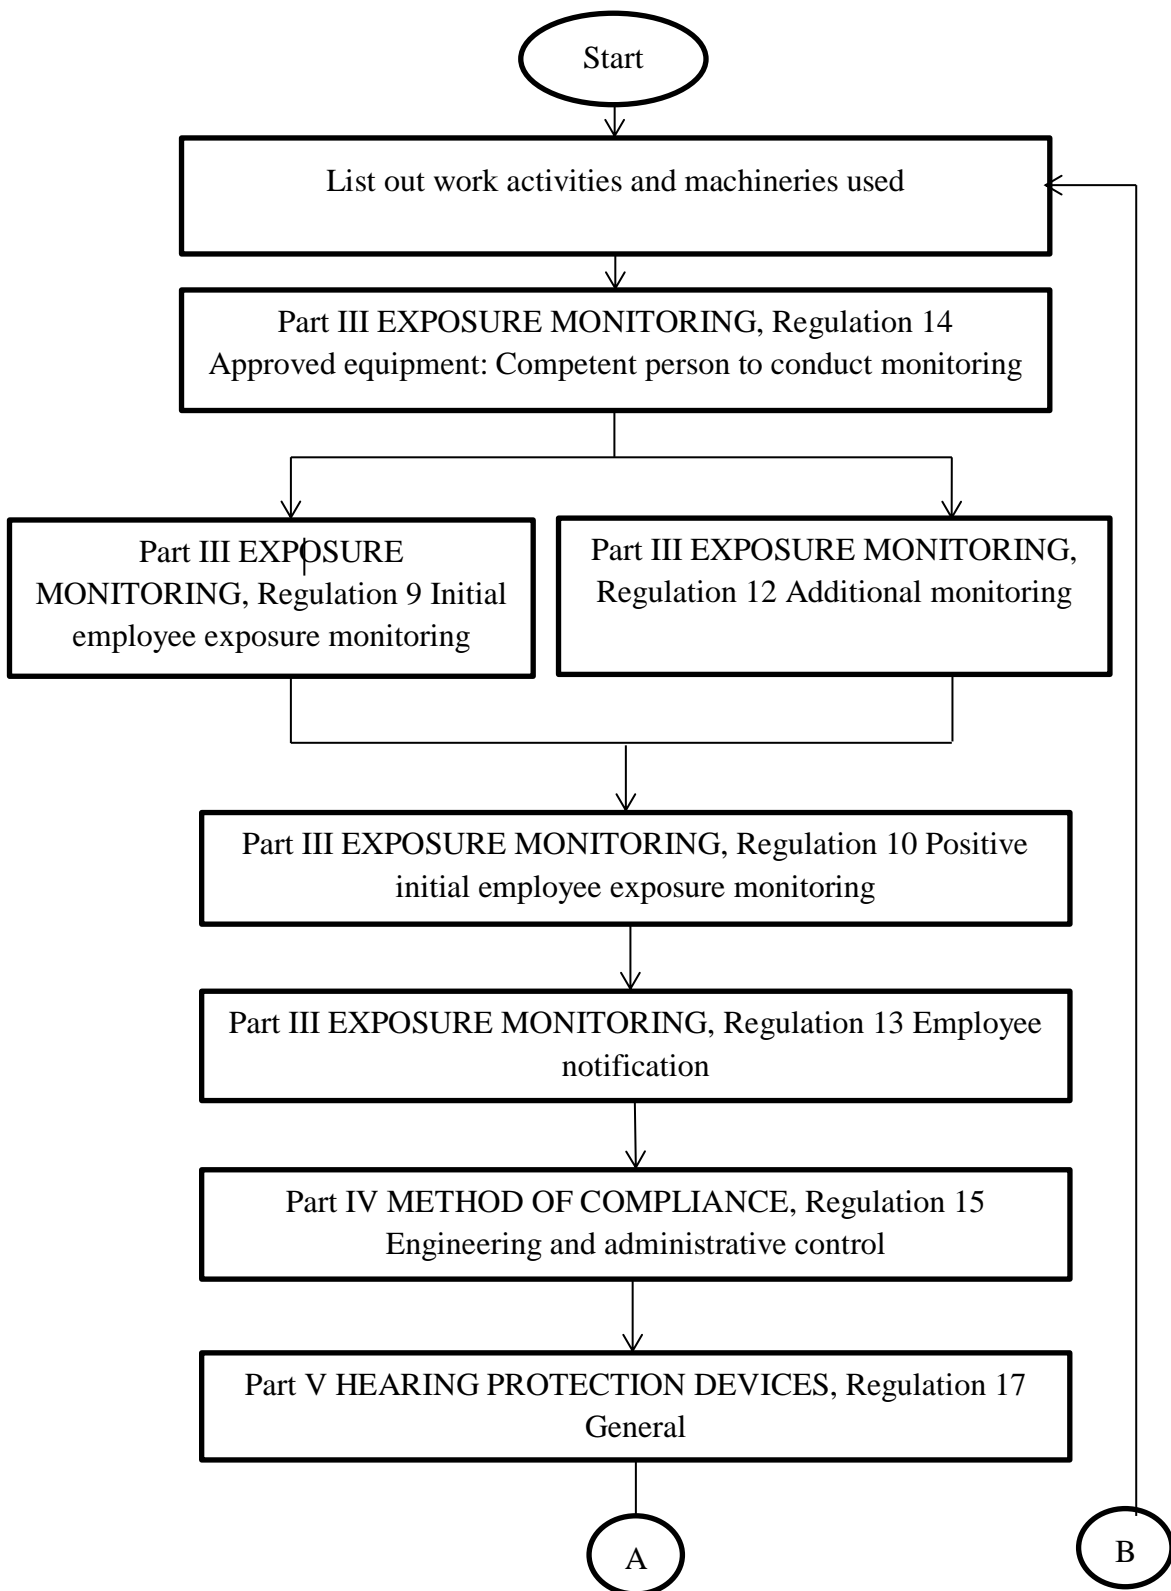 Start
List out work activities and machineries used
Part III EXPOSURE MONITORING, Regulation 14
Approved equipment: Competent person to conduct monitoring
Part III EXPOSURE
MONITORING, Regulation 9 Initial
employee exposure monitoring
Part III EXPOSURE MONITORING,
Regulation 12 Additional monitoring
Part III EXPOSURE MONITORING, Regulation 10 Positive
initial employee exposure monitoring
Part III EXPOSURE MONITORING, Regulation 13 Employee
notification
Part IV METHOD OF COMPLIANCE, Regulation 15
Engineering and administrative control
Part V HEARING PROTECTION DEVICES, Regulation 17
General
A
B